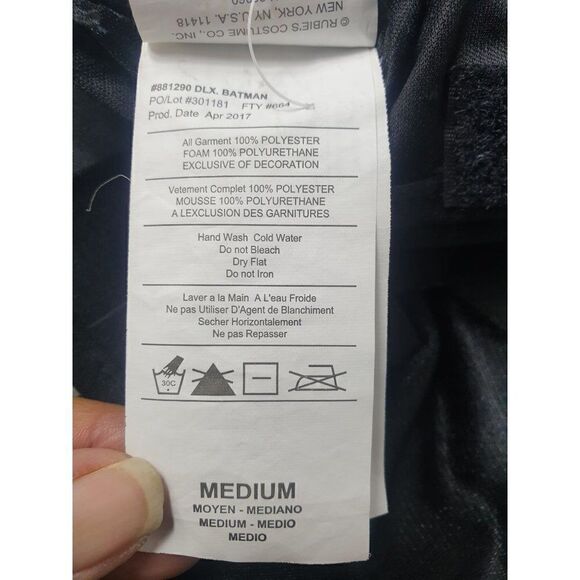 © RUBIE'S COSTUME CO., INC.
NEW YORK, NY, U.S.A. 11418
#881290 DLX. BATMAN
PO/Lot #301181 FTY #664
Prod. Date Apr 2017
All Garment 100% POLYESTER
FOAM 100% POLYURETHANE
EXCLUSIVE OF DECORATION
Vetement Complet 100% POLYESTER
MOUSSE 100% POLYURETHANE
A LEXCLUSION DES GARNITURES
Hand Wash Cold Water
Do not Bleach
Dry Flat
Do not Iron
Laver a la Main A L'eau Froide
Ne pas Utiliser D'Agent de Blanchiment
Secher Horizontalement
Ne pas Repasser
30C
MEDIUM
MOYEN - MEDIANO
MEDIUM - MEDIO
MEDIO